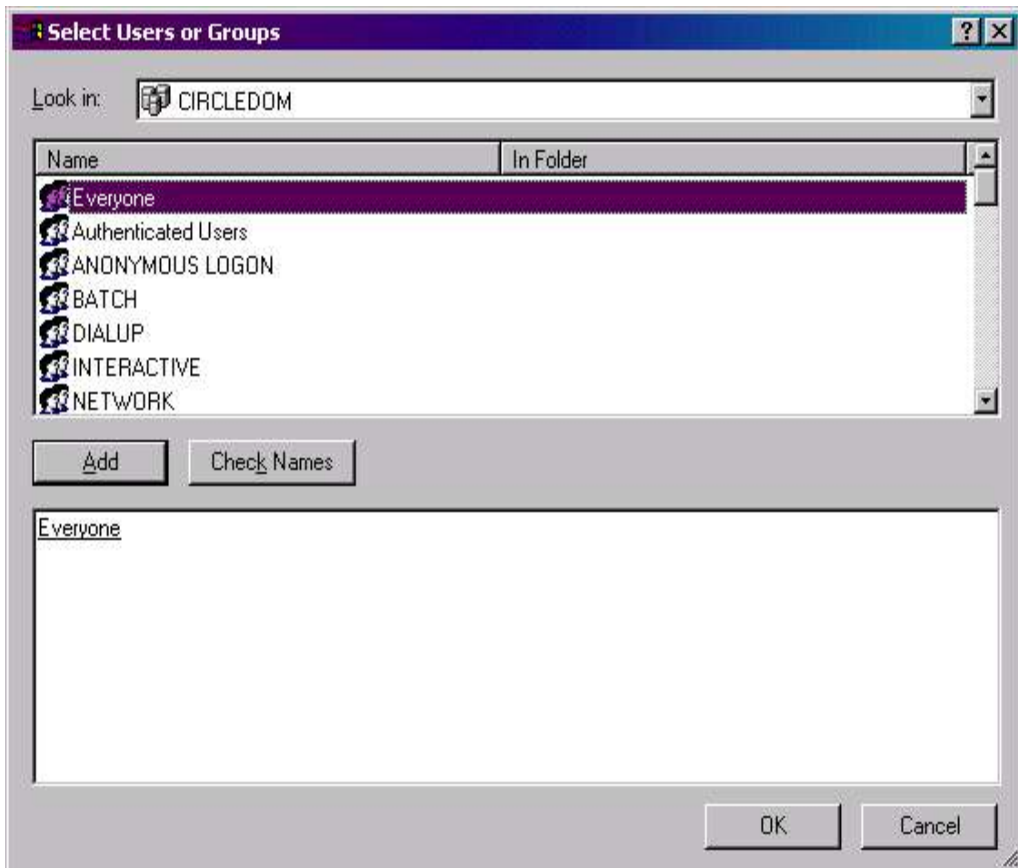 Select Users or Groups
Look in: CIRCLEDOM
Name In Folder
Everyone
Authenticated Users
ANONYMOUS LOGON
BATCH
DIALUP
INTERACTIVE
NETWORK
Add Check Names
Everyone
OK Cancel